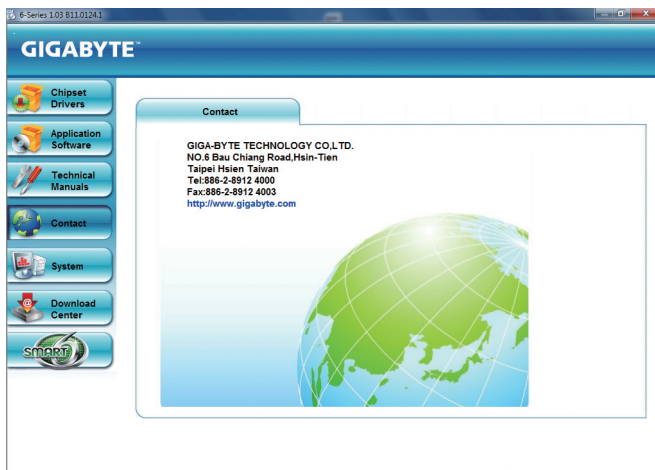 6-Series 1.03 B11.0124.1
GIGABYTE™
Chipset
Drivers
Application
Software
Technical
Manuals
Contact
System
Download
Center
SMART 6
Contact
GIGA-BYTE TECHNOLOGY CO,LTD.
NO.6 Bau Chiang Road,Hsin-Tien
Taipei Hsien Taiwan
Tel:886-2-8912 4000
Fax:886-2-8912 4003
http://www.gigabyte.com